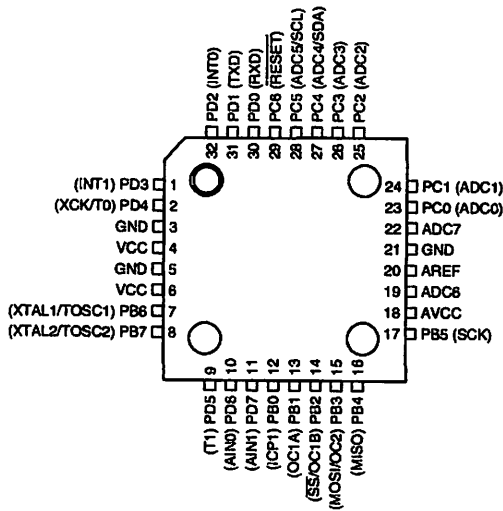 PD2 (INT0)
PD1 (TXD)
PD0 (RXD)
PC6 (RESET)
PC5 (ADC5/SCL)
PC4 (ADC4/SDA)
PC3 (ADC3)
PC2 (ADC2)
32 31 30 29 28 27 26 25
(INT1) PD3 1
(XCK/T0) PD4 2
GND 3
VCC 4
GND 5
VCC 6
(XTAL1/TOSC1) PB6 7
(XTAL2/TOSC2) PB7 8
24 PC1 (ADC1)
23 PC0 (ADC0)
22 ADC7
21 GND
20 AREF
19 ADC6
18 AVCC
17 PB5 (SCK)
9 10 11 12 13 14 15 16
(T1) PD5
(AIN0) PD6
(AIN1) PD7
(ICP1) PB0
(OC1A) PB1
(SS/OC1B) PB2
(MOSI/OC2) PB3
(MISO) PB4